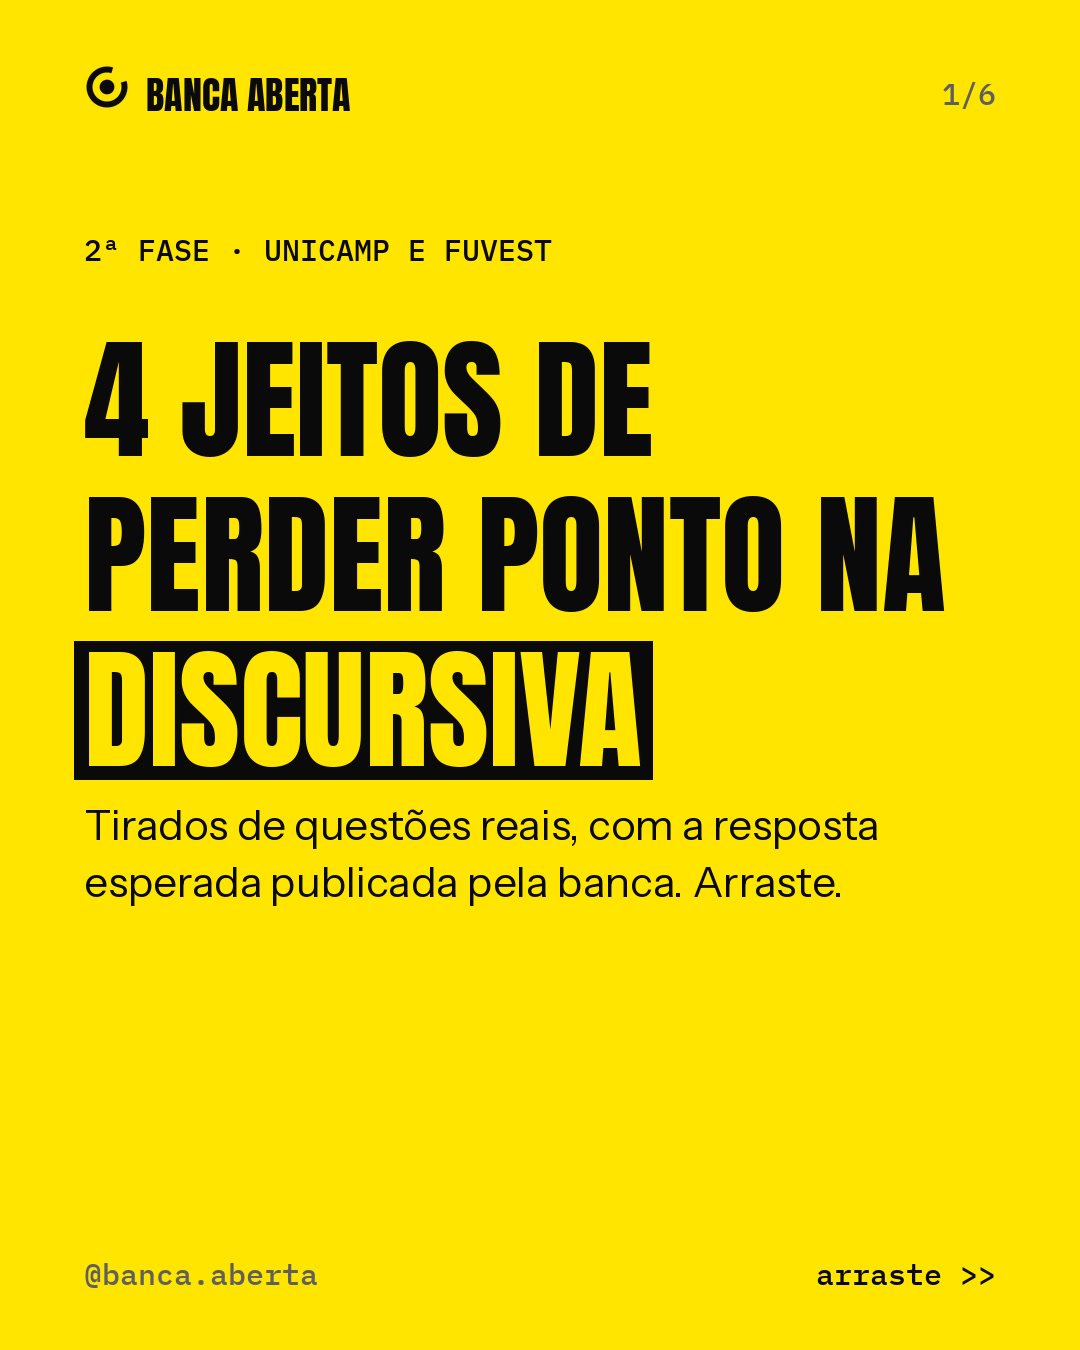 BANCA ABERTA
1/6
2ª FASE · UNICAMP E FUVEST
4 JEITOS DE
PERDER PONTO NA
DISCURSIVA
Tirados de questões reais, com a resposta
esperada publicada pela banca. Arraste.
@banca.aberta
arraste >>